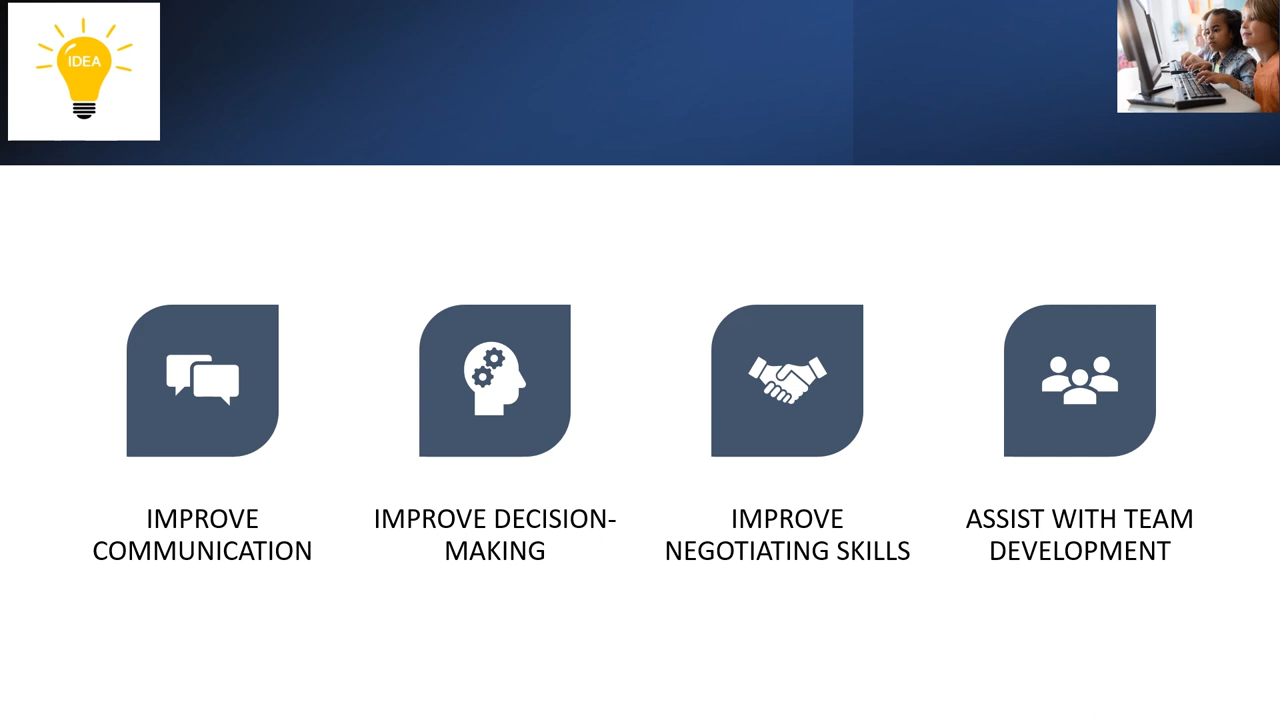 IDEA
IMPROVE
COMMUNICATION
IMPROVE DECISION-
MAKING
IMPROVE
NEGOTIATING SKILLS
ASSIST WITH TEAM
DEVELOPMENT